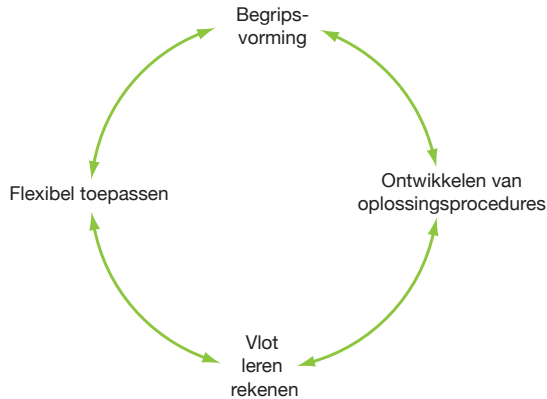 Begrips-
vorming
Flexibel toepassen
Ontwikkelen van
oplossingsprocedures
Vlot
leren
rekenen